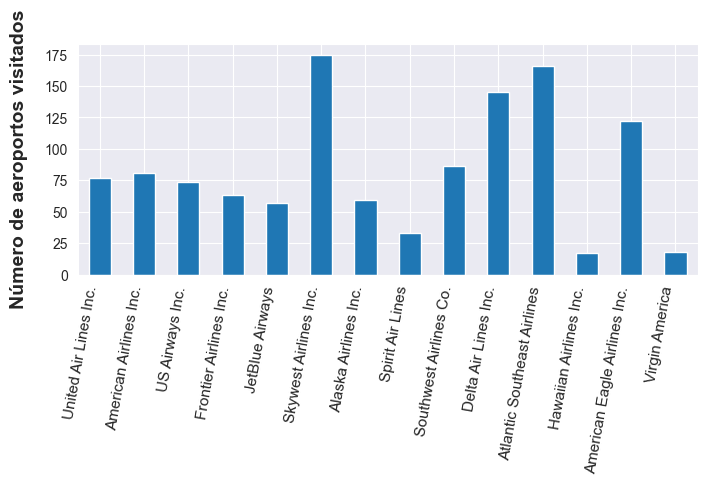 Número de aeroportos visitados
175
150
125
100
75
50
25
0
United Air Lines Inc.
American Airlines Inc.
US Airways Inc.
Frontier Airlines Inc.
JetBlue Airways
Skywest Airlines Inc.
Alaska Airlines Inc.
Spirit Air Lines
Southwest Airlines Co.
Delta Air Lines Inc.
Atlantic Southeast Airlines
Hawaiian Airlines Inc.
American Eagle Airlines Inc.
Virgin America